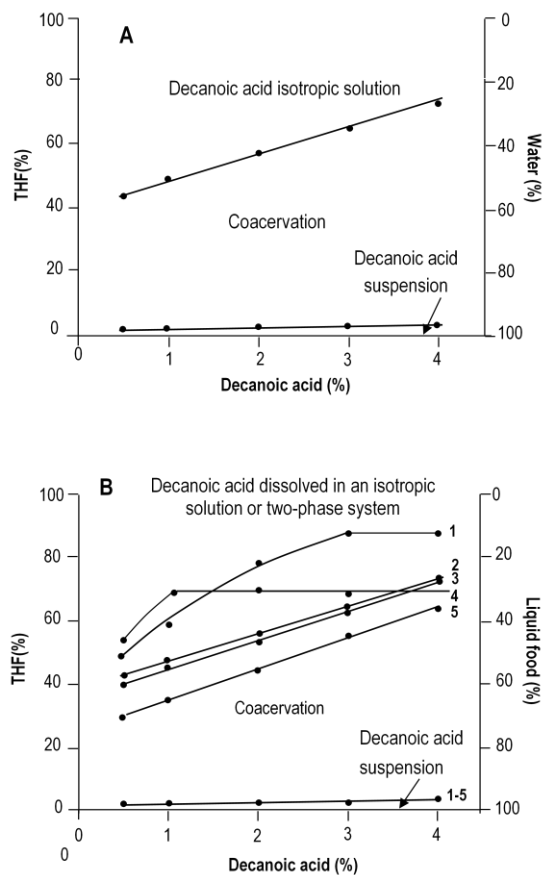 A
100
80
60
40
20
0
THF(%)
0
20
40
60
80
100
Water (%)
Decanoic acid isotropic solution
Coacervation
Decanoic acid
suspension
0
1
2
3
4
Decanoic acid (%)
B
Decanoic acid dissolved in an isotropic
solution or two-phase system
100
80
60
40
20
0
THF(%)
0
20
40
60
80
100
Liquid food (%)
1
2
3
4
5
Coacervation
Decanoic acid
suspension
1-5
0
1
2
3
4
0
Decanoic acid (%)